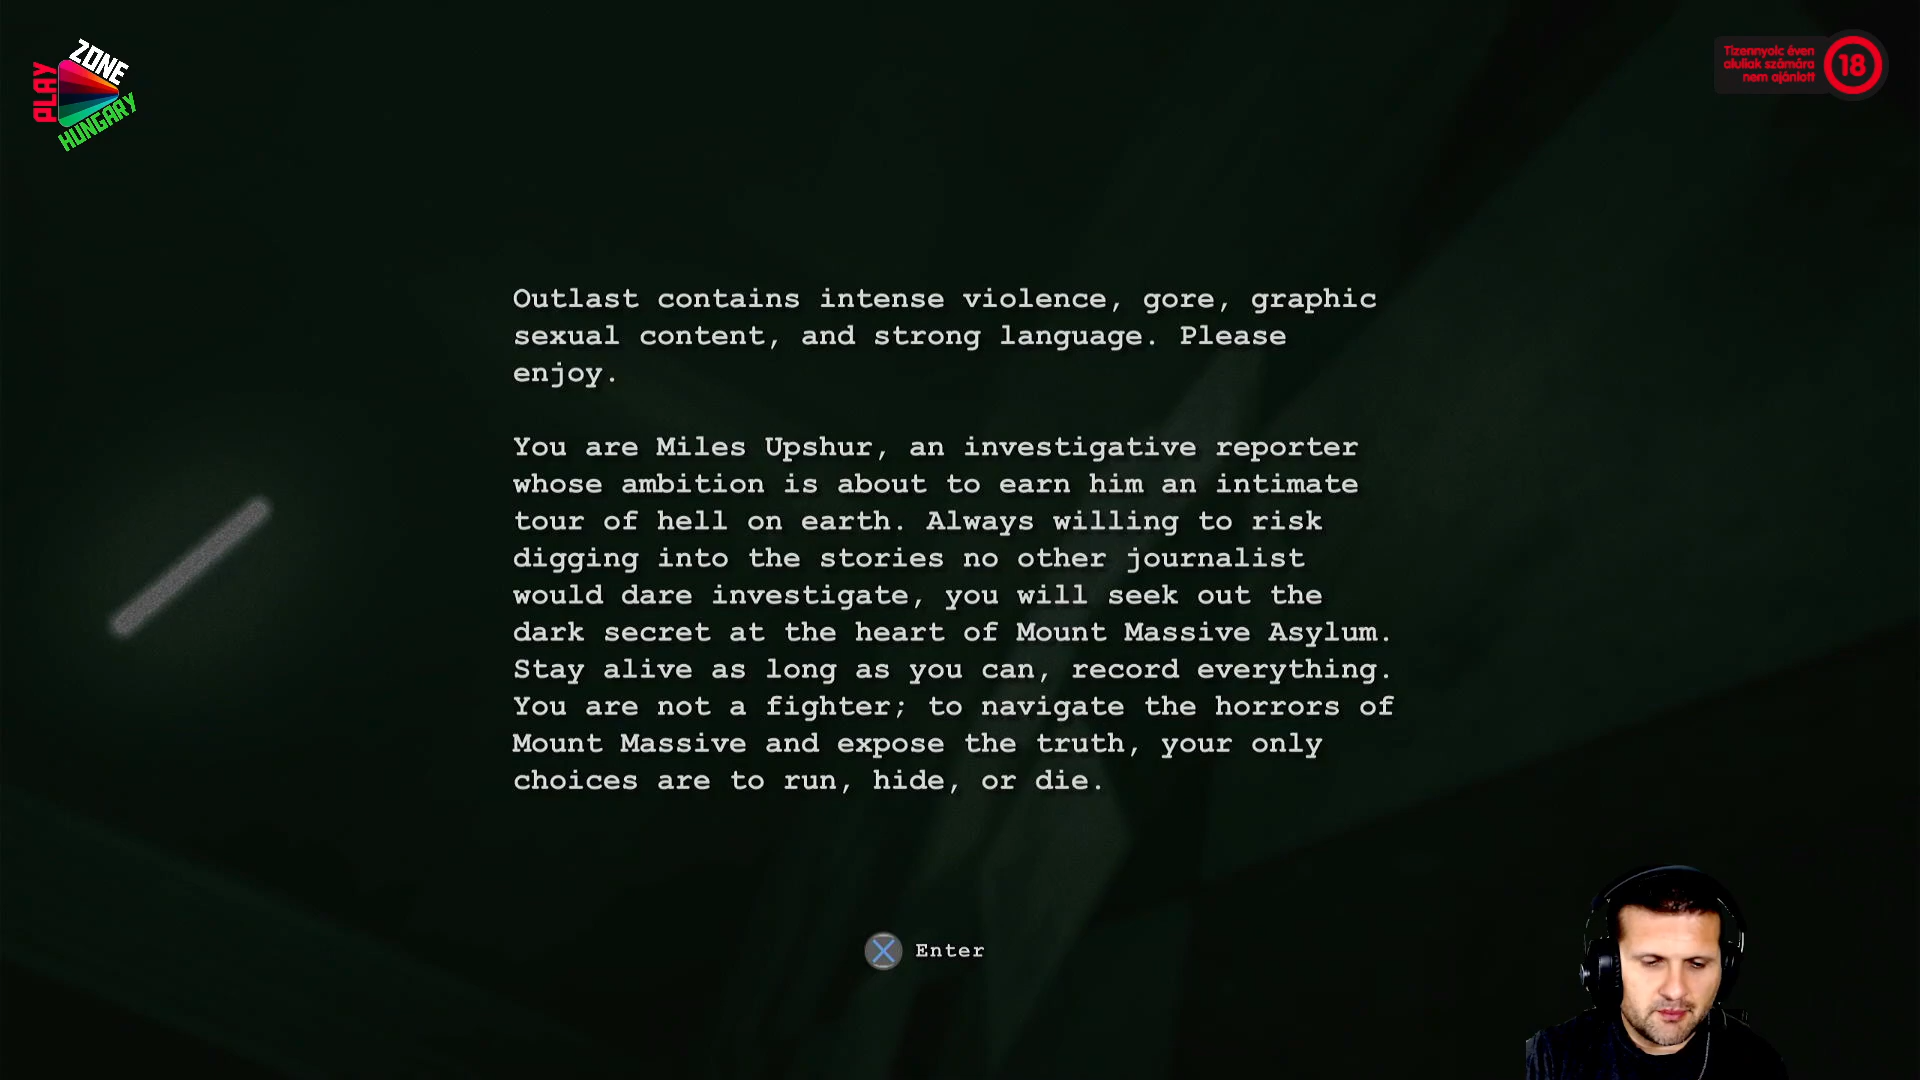 PLAY
ZONE
HUNGARY
Tizennyolc éven
aluliak számára
nem ajánlott
18
Outlast contains intense violence, gore, graphic
sexual content, and strong language. Please
enjoy.
You are Miles Upshur, an investigative reporter
whose ambition is about to earn him an intimate
tour of hell on earth. Always willing to risk
digging into the stories no other journalist
would dare investigate, you will seek out the
dark secret at the heart of Mount Massive Asylum.
Stay alive as long as you can, record everything.
You are not a fighter; to navigate the horrors of
Mount Massive and expose the truth, your only
choices are to run, hide, or die.
Enter